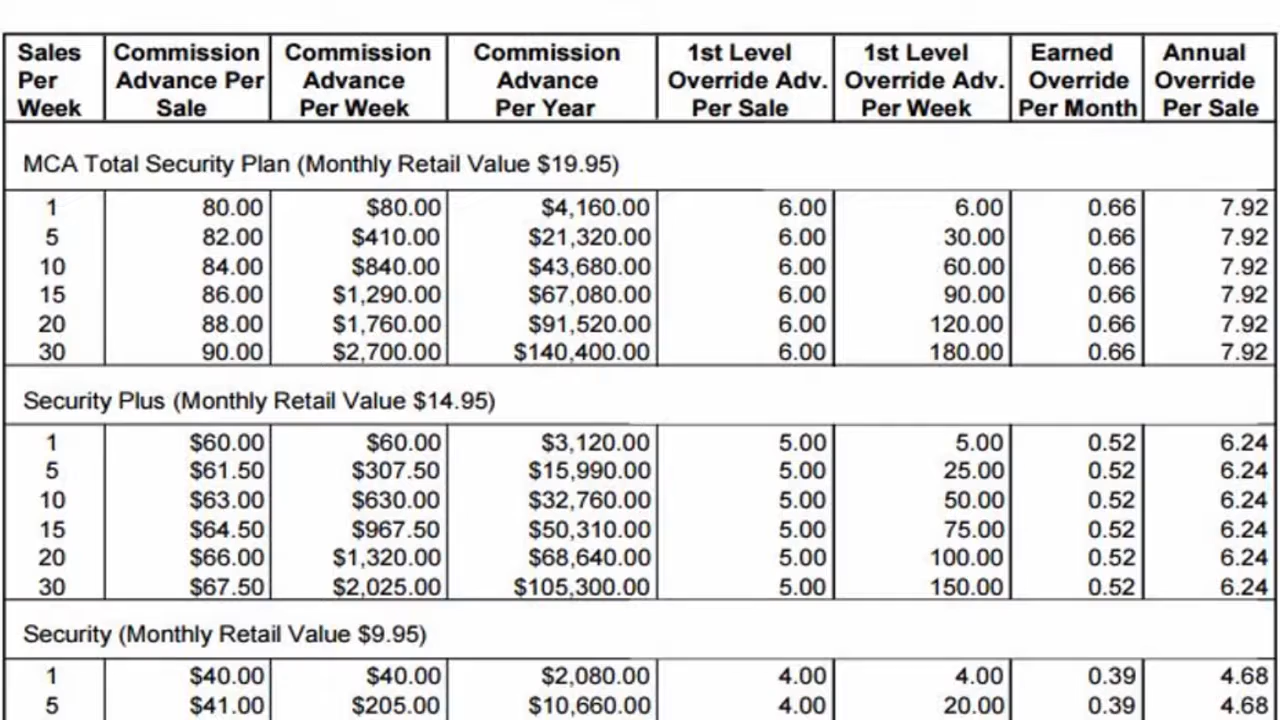 Sales Per Week | Commission Advance Per Sale | Commission Advance Per Week | Commission Advance Per Year | 1st Level Override Adv. Per Sale | 1st Level Override Adv. Per Week | Earned Override Per Month | Annual Override Per Sale
MCA Total Security Plan (Monthly Retail Value $19.95)
1 80.00 $80.00 $4,160.00 6.00 6.00 0.66 7.92
5 82.00 $410.00 $21,320.00 6.00 30.00 0.66 7.92
10 84.00 $840.00 $43,680.00 6.00 60.00 0.66 7.92
15 86.00 $1,290.00 $67,080.00 6.00 90.00 0.66 7.92
20 88.00 $1,760.00 $91,520.00 6.00 120.00 0.66 7.92
30 90.00 $2,700.00 $140,400.00 6.00 180.00 0.66 7.92
Security Plus (Monthly Retail Value $14.95)
1 $60.00 $60.00 $3,120.00 5.00 5.00 0.52 6.24
5 $61.50 $307.50 $15,990.00 5.00 25.00 0.52 6.24
10 $63.00 $630.00 $32,760.00 5.00 50.00 0.52 6.24
15 $64.50 $967.50 $50,310.00 5.00 75.00 0.52 6.24
20 $66.00 $1,320.00 $68,640.00 5.00 100.00 0.52 6.24
30 $67.50 $2,025.00 $105,300.00 5.00 150.00 0.52 6.24
Security (Monthly Retail Value $9.95)
1 $40.00 $40.00 $2,080.00 4.00 4.00 0.39 4.68
5 $41.00 $205.00 $10,660.00 4.00 20.00 0.39 4.68